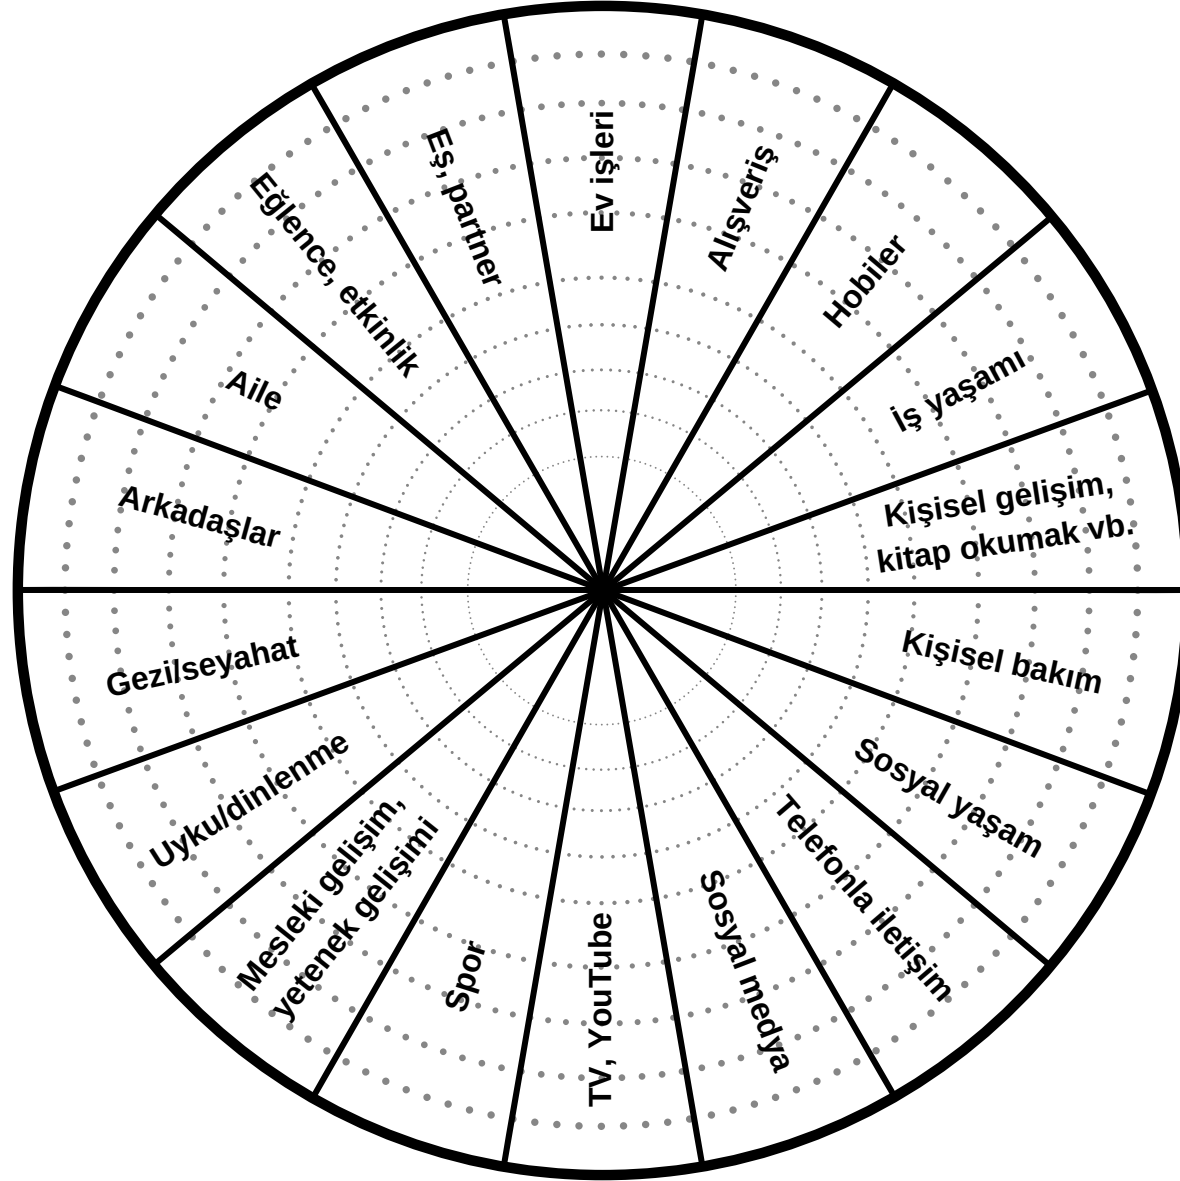 Ev işleri
Alışveriş
Hobiler
İş yaşamı
Kişisel gelişim,
kitap okumak vb.
Kişisel bakım
Sosyal yaşam
Telefonla iletişim
Sosyal medya
TV, YouTube
Spor
Mesleki gelişim,
yetenek gelişimi
Uyku/dinlenme
Gezi/seyahat
Arkadaşlar
Aile
Eğlence, etkinlik
Eş, partner